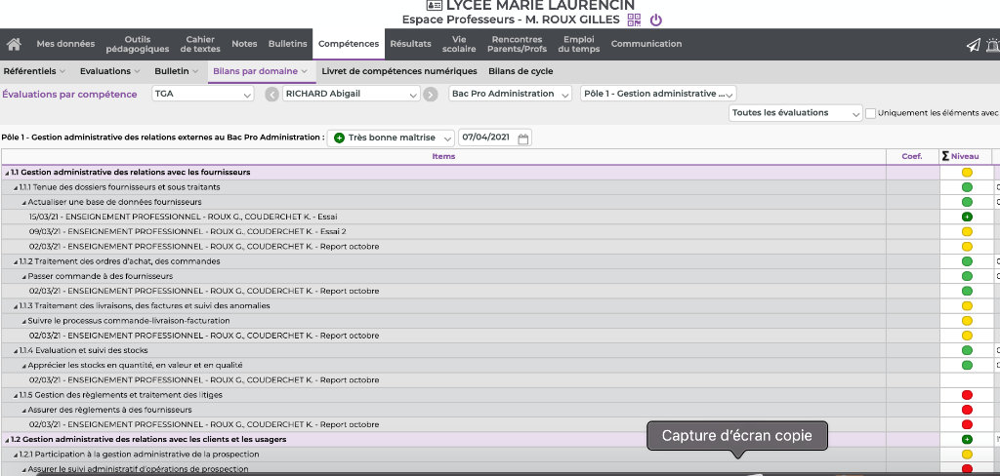 LYCEE MARIE LAURENCIN
Espace Professeurs - M. ROUX GILLES
Mes données Outils pédagogiques Cahier de textes Notes Bulletins Compétences Résultats Vie scolaire Rencontres Parents/Profs Emploi du temps Communication
Référentiels Evaluations Bulletin Bilans par domaine Livret de compétences numériques Bilans de cycle
Évaluations par compétence TGA RICHARD Abigail Bac Pro Administration Pôle 1 - Gestion administrative ...
Toutes les évaluations Uniquement les éléments avec
Pôle 1 - Gestion administrative des relations externes au Bac Pro Administration : Très bonne maîtrise 07/04/2021
Items Coef. Σ Niveau
1.1 Gestion administrative des relations avec les fournisseurs
1.1.1 Tenue des dossiers fournisseurs et sous traitants
Actualiser une base de données fournisseurs
15/03/21 - ENSEIGNEMENT PROFESSIONNEL - ROUX G., COUDERCHET K. - Essai
09/03/21 - ENSEIGNEMENT PROFESSIONNEL - ROUX G., COUDERCHET K. - Essai 2
02/03/21 - ENSEIGNEMENT PROFESSIONNEL - ROUX G., COUDERCHET K. - Report octobre
1.1.2 Traitement des ordres d'achat, des commandes
Passer commande à des fournisseurs
02/03/21 - ENSEIGNEMENT PROFESSIONNEL - ROUX G., COUDERCHET K. - Report octobre
1.1.3 Traitement des livraisons, des factures et suivi des anomalies
Suivre le processus commande-livraison-facturation
02/03/21 - ENSEIGNEMENT PROFESSIONNEL - ROUX G., COUDERCHET K. - Report octobre
1.1.4 Evaluation et suivi des stocks
Apprécier les stocks en quantité, en valeur et en qualité
02/03/21 - ENSEIGNEMENT PROFESSIONNEL - ROUX G., COUDERCHET K. - Report octobre
1.1.5 Gestion des règlements et traitement des litiges
Assurer des règlements à des fournisseurs
02/03/21 - ENSEIGNEMENT PROFESSIONNEL - ROUX G., COUDERCHET K. - Report octobre
1.2 Gestion administrative des relations avec les clients et les usagers
Capture d'écran copie
1.2.1 Participation à la gestion administrative de la prospection
Assurer le suivi administratif d'opérations de prospection